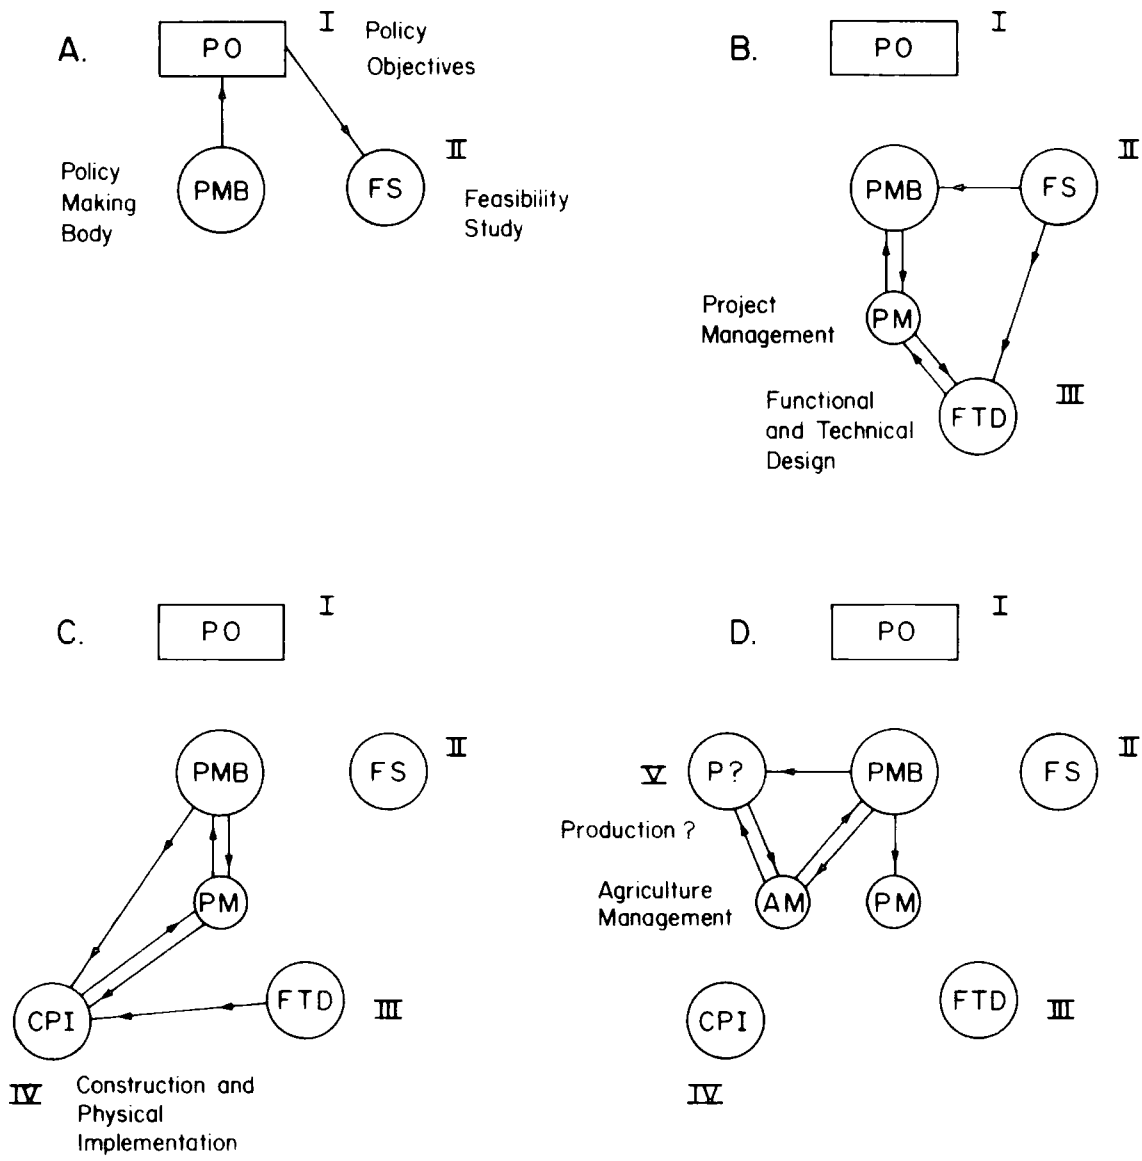 A.
PO
I
Policy
Objectives
Policy
Making
Body
PMB
FS
II
Feasibility
Study
B.
PO
I
PMB
FS
II
Project
Management
PM
Functional
and Technical
Design
FTD
III
C.
PO
I
PMB
FS
II
PM
CPI
FTD
III
IV
Construction and
Physical
Implementation
D.
PO
I
V
P?
PMB
FS
II
Production ?
Agriculture
Management
AM
PM
CPI
FTD
III
IV